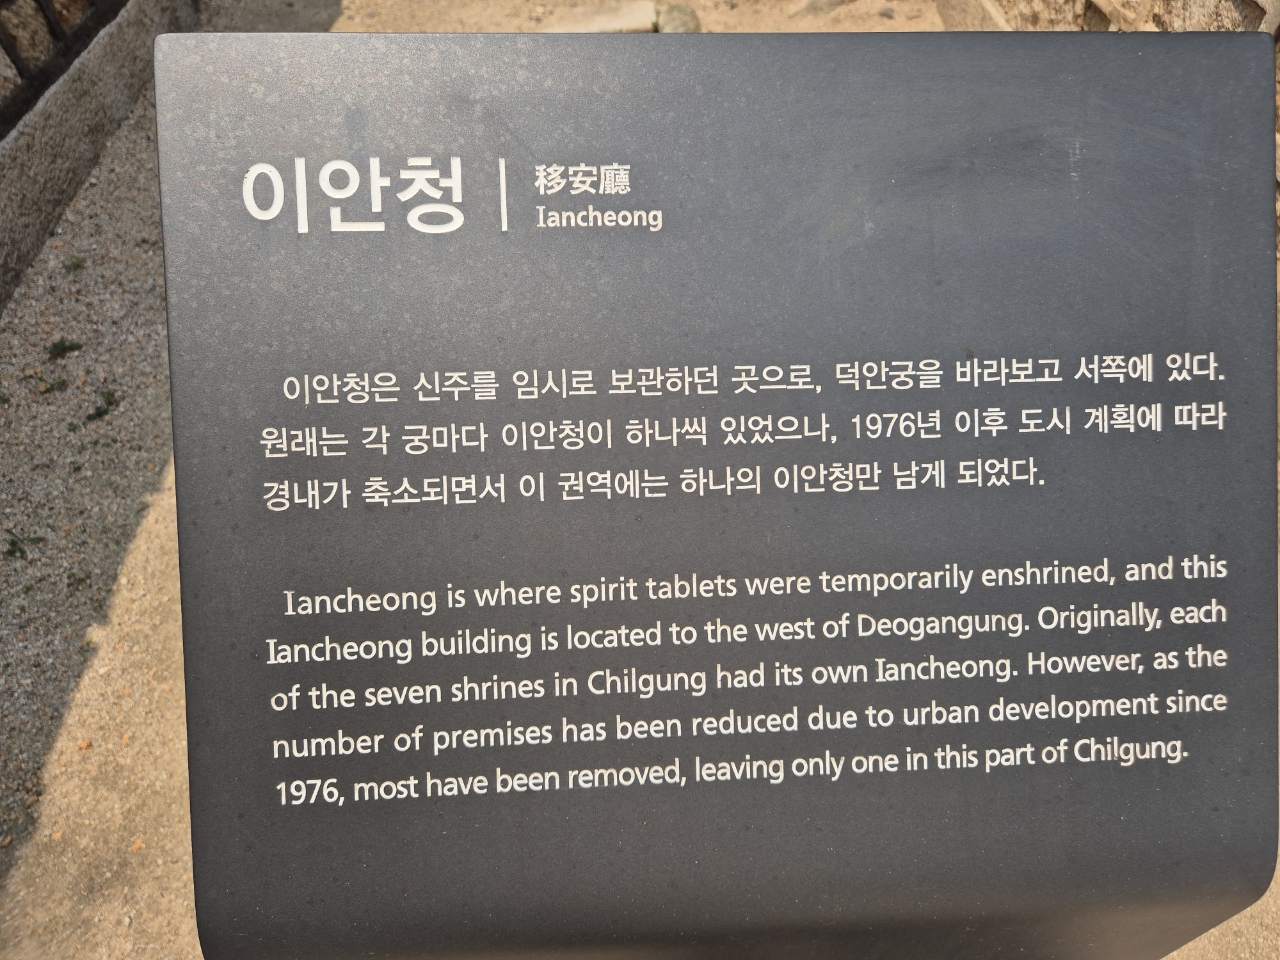 이안청
移安廳
Iancheong
이안청은 신주를 임시로 보관하던 곳으로, 덕안궁을 바라보고 서쪽에 있다.
원래는 각 궁마다 이안청이 하나씩 있었으나, 1976년 이후 도시 계획에 따라
경내가 축소되면서 이 권역에는 하나의 이안청만 남게 되었다.
Iancheong is where spirit tablets were temporarily enshrined, and this
Iancheong building is located to the west of Deogangung. Originally, each
of the seven shrines in Chilgung had its own Iancheong. However, as the
number of premises has been reduced due to urban development since
1976, most have been removed, leaving only one in this part of Chilgung.